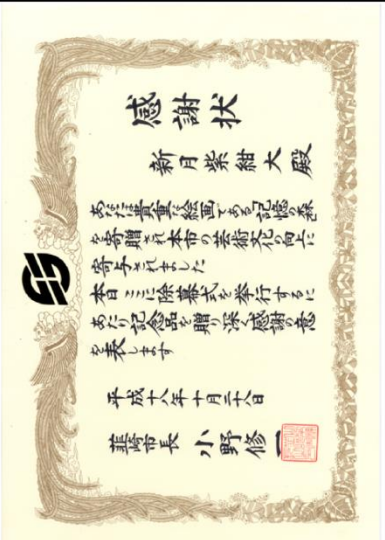 感謝状
新月紫紺大殿
あなたは貴重な絵画である「記憶の森」
を寄贈され本市の芸術文化の向上に
寄与されました
本日ここに除幕式を挙行するに
あたり記念品を贈り深く感謝の意
を表します
平成十八年十月二十八日
韮崎市長 小野修一